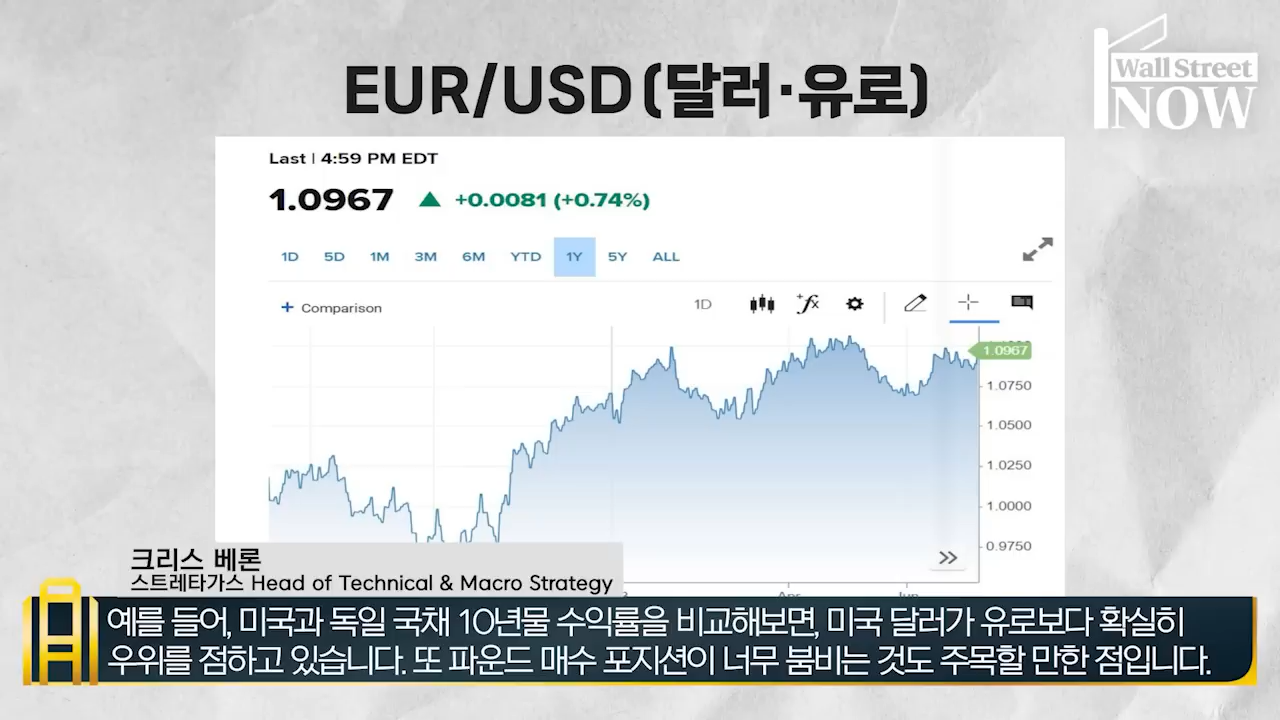 EUR/USD(달러·유로)
Wall Street
NOW
Last | 4:59 PM EDT
1.0967 ▲ +0.0081 (+0.74%)
1D 5D 1M 3M 6M YTD 1Y 5Y ALL
+ Comparison 1D
1.0967
1.0750
1.0500
1.0250
1.0000
0.9750
크리스 베론
스트레타가스 Head of Technical & Macro Strategy
예를 들어, 미국과 독일 국채 10년물 수익률을 비교해보면, 미국 달러가 유로보다 확실히
우위를 점하고 있습니다. 또 파운드 매수 포지션이 너무 붐비는 것도 주목할 만한 점입니다.